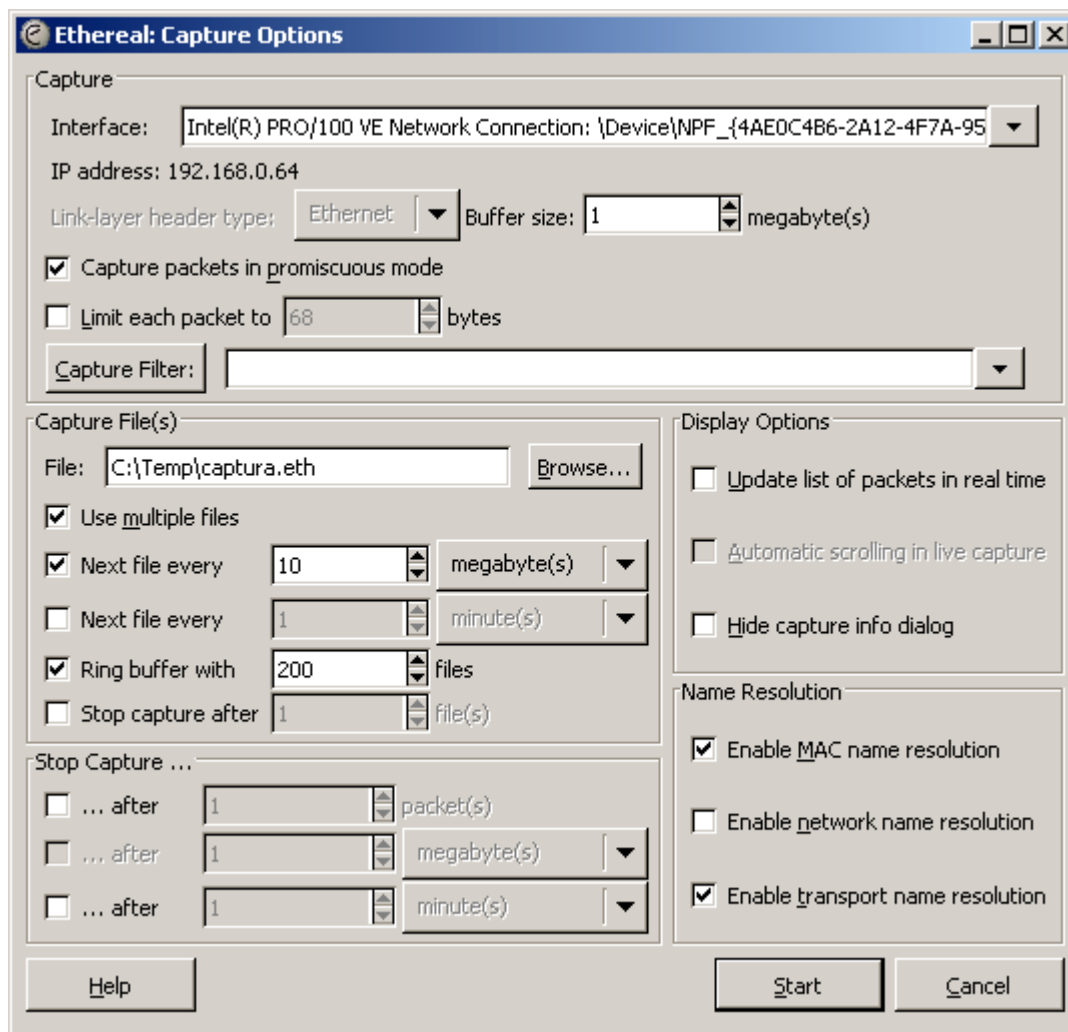 Ethereal: Capture Options
Capture
Interface: Intel(R) PRO/100 VE Network Connection: \Device\NPF_{4AE0C4B6-2A12-4F7A-95
IP address: 192.168.0.64
Link-layer header type: Ethernet Buffer size: 1 megabyte(s)
Capture packets in promiscuous mode
Limit each packet to 68 bytes
Capture Filter:
Capture File(s)
File: C:\Temp\captura.eth Browse...
Use multiple files
Next file every 10 megabyte(s)
Next file every 1 minute(s)
Ring buffer with 200 files
Stop capture after 1 file(s)
Stop Capture ...
... after 1 packet(s)
... after 1 megabyte(s)
... after 1 minute(s)
Display Options
Update list of packets in real time
Automatic scrolling in live capture
Hide capture info dialog
Name Resolution
Enable MAC name resolution
Enable network name resolution
Enable transport name resolution
Help Start Cancel